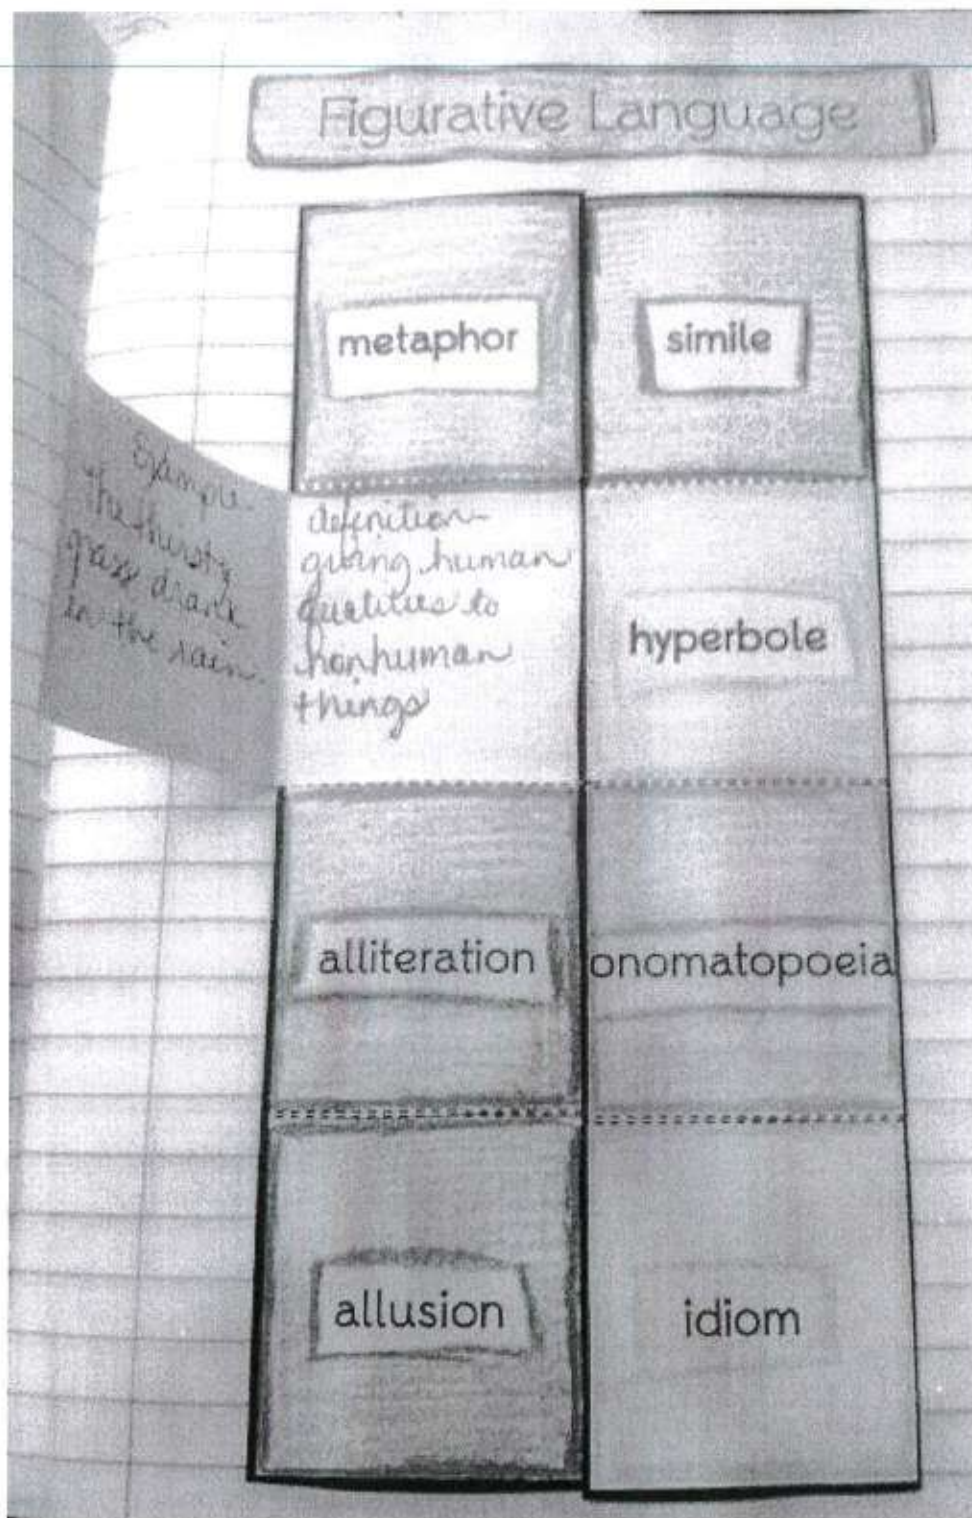 Figurative Language
metaphor
simile
Example-
the thirsty
grass drank
in the rain.
definition-
giving human
qualities to
nonhuman
things
hyperbole
alliteration
onomatopoeia
allusion
idiom